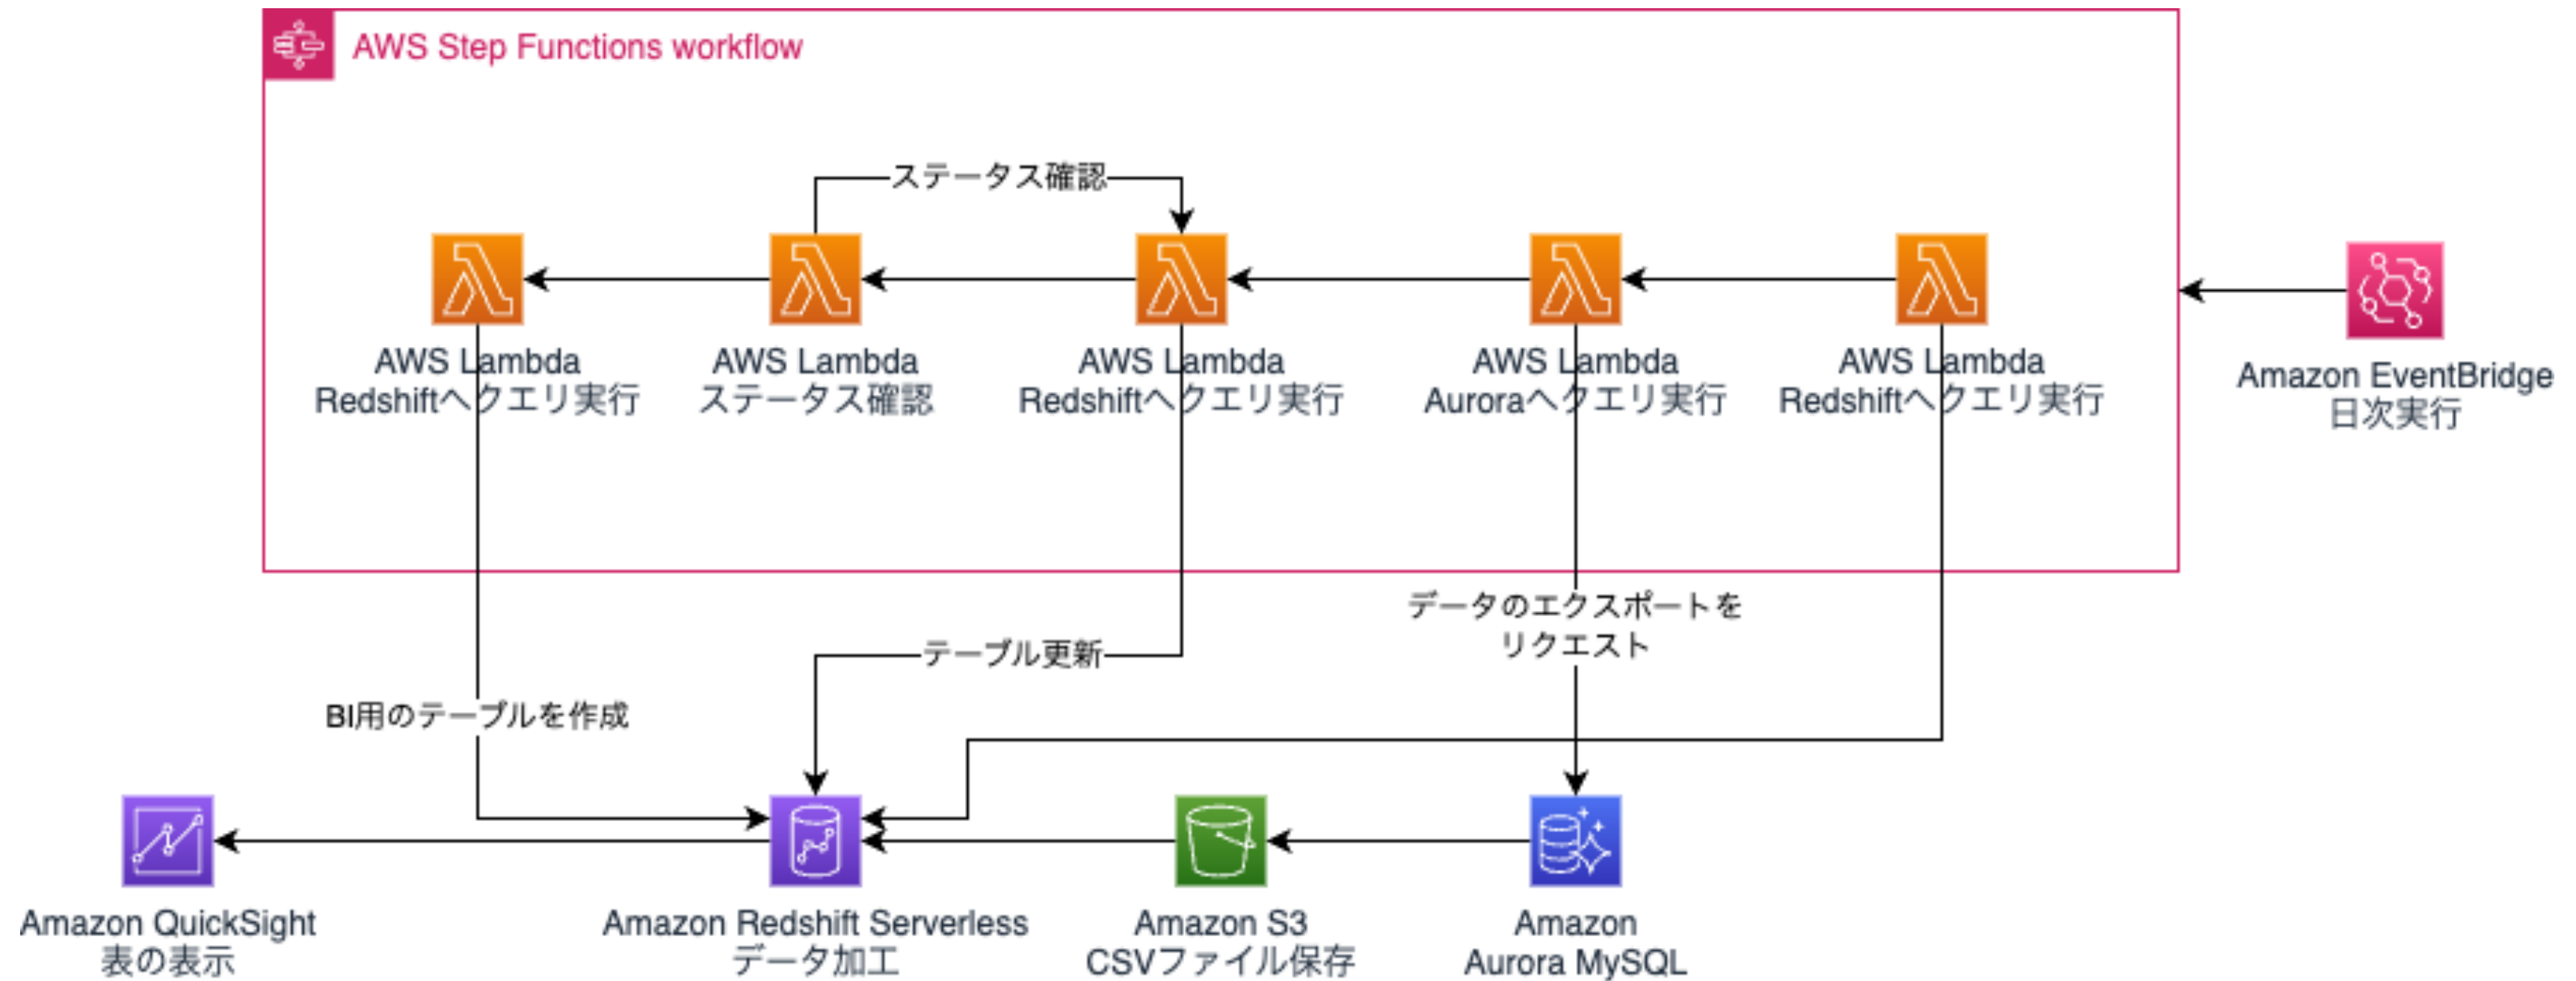 AWS Step Functions workflow
ステータス確認
AWS Lambda
Redshiftへクエリ実行
AWS Lambda
ステータス確認
AWS Lambda
Redshiftへクエリ実行
AWS Lambda
Auroraへクエリ実行
AWS Lambda
Redshiftへクエリ実行
Amazon EventBridge
日次実行
データのエクスポートを
リクエスト
テーブル更新
BI用のテーブルを作成
Amazon QuickSight
表の表示
Amazon Redshift Serverless
データ加工
Amazon S3
CSVファイル保存
Amazon
Aurora MySQL